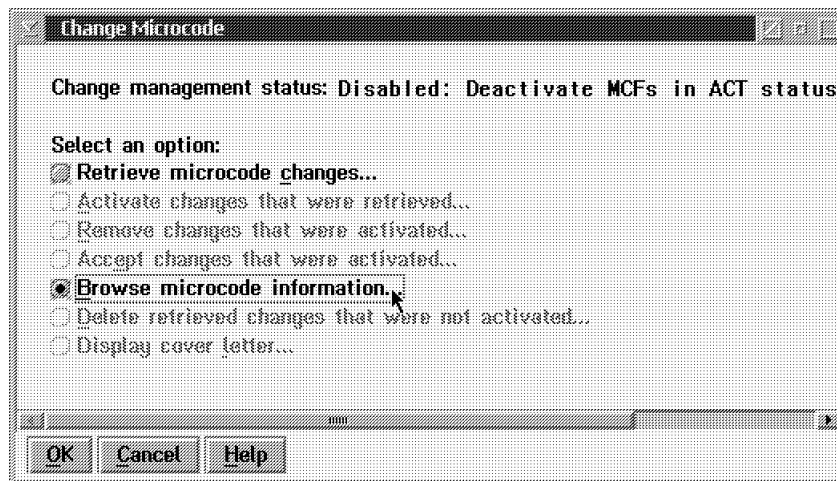 Change Microcode
Change management status: Disabled: Deactivate MCFs in ACT status
Select an option:
Retrieve microcode changes...
Activate changes that were retrieved...
Remove changes that were activated...
Accept changes that were activated...
Browse microcode information...
Delete retrieved changes that were not activated...
Display cover letter...
OK Cancel Help